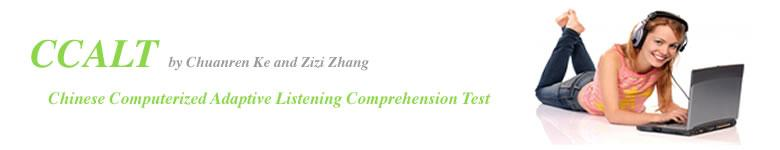 CCALT by Chuanren Ke and Zizi Zhang
Chinese Computerized Adaptive Listening Comprehension Test